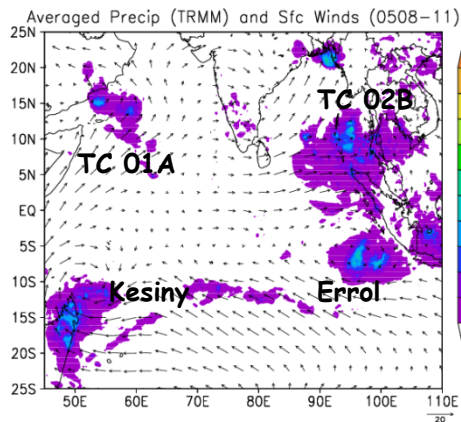 Averaged Precip (TRMM) and Sfc Winds (0508-11)
25N
20N
15N
10N
5N
EQ
5S
10S
15S
20S
25S
TC 02B
TC 01A
Kesiny
Errol
50E 60E 70E 80E 90E 100E 110E
20